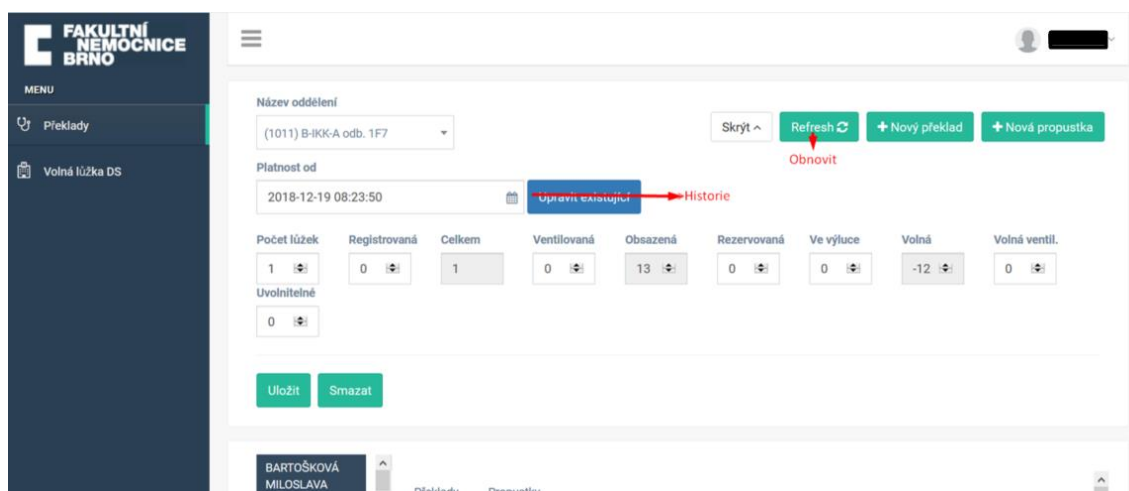 FAKULTNÍ
NEMOCNICE
BRNO
MENU
Překlady
Volná lůžka DS
Název oddělení
(1011) B-IKK-A odb. 1F7
Skrýt
Refresh
+ Nový překlad
+ Nová propustka
Obnovit
Platnost od
2018-12-19 08:23:50
Upravit existující
Historie
Počet lůžek Registrovaná Celkem Ventilovaná Obsazená Rezervovaná Ve výluce Volná Volná ventil.
1 0 1 0 13 0 0 -12 0
Uvolnitelné
0
Uložit Smazat
BARTOŠKOVÁ
MILOSLAVA
Překlady Propustky